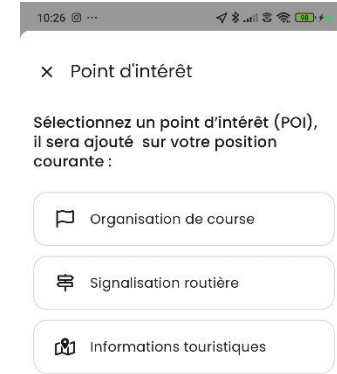 10:26 ...
98
× Point d'intérêt
Sélectionnez un point d'intérêt (POI),
il sera ajouté sur votre position
courante :
Organisation de course
Signalisation routière
Informations touristiques